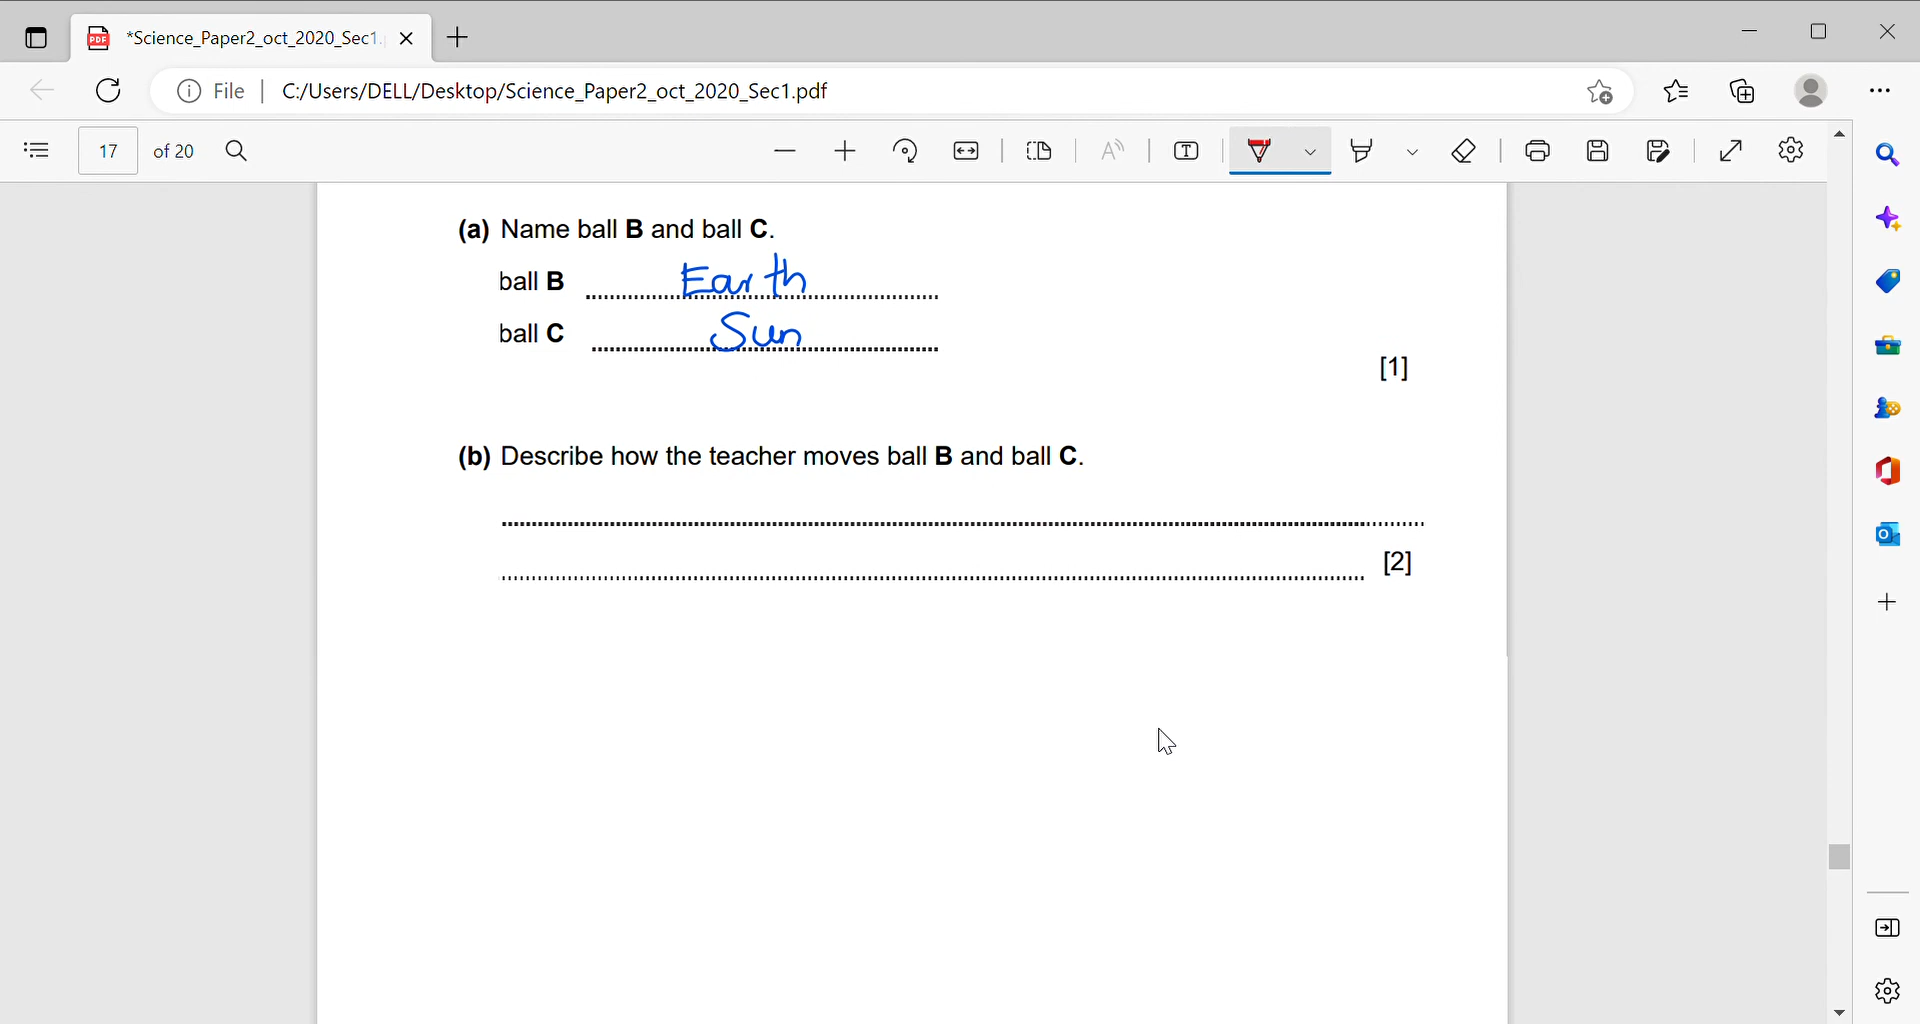 *Science_Paper2_oct_2020_Sec1.
File | C:/Users/DELL/Desktop/Science_Paper2_oct_2020_Sec1.pdf
17 of 20
(a) Name ball B and ball C.
ball B Earth
ball C Sun
[1]
(b) Describe how the teacher moves ball B and ball C.
[2]